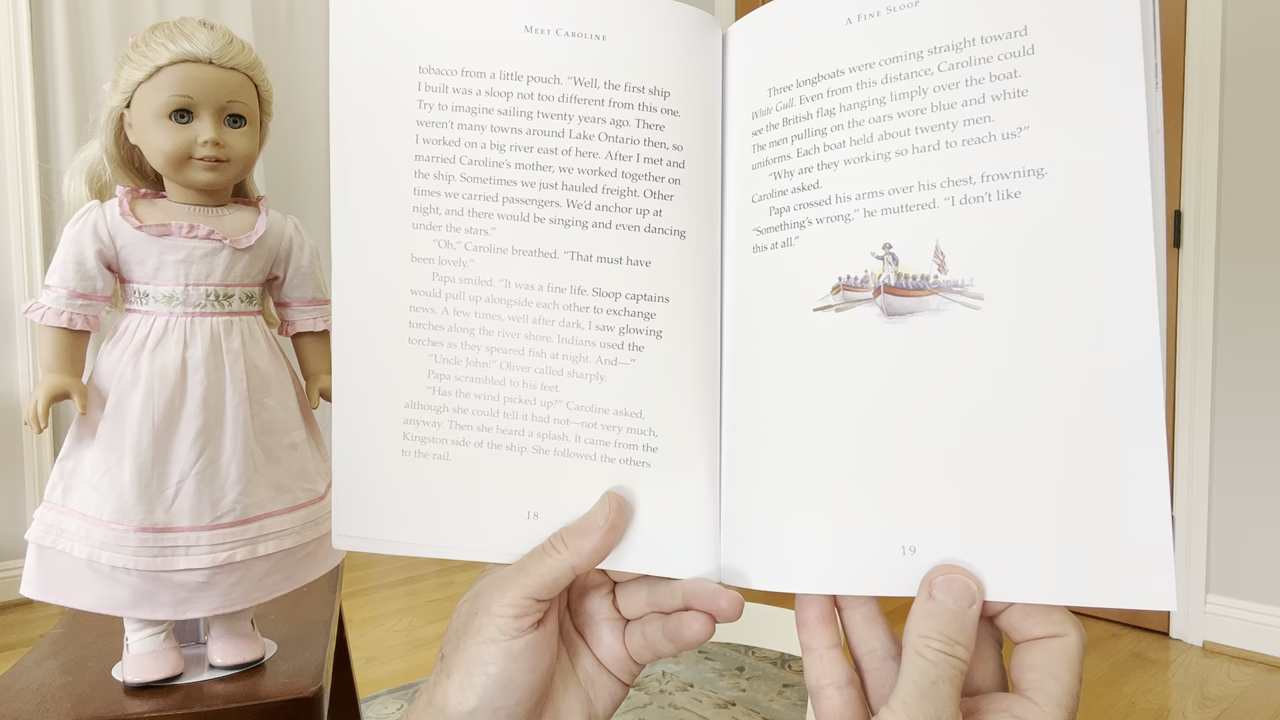 MEET CAROLINE
tobacco from a little pouch. “Well, the first ship
I built was a sloop not too different from this one.
Try to imagine sailing twenty years ago. There
weren’t many towns around Lake Ontario then, so
I worked on a big river east of here. After I met and
married Caroline’s mother, we worked together on
the ship. Sometimes we just hauled freight. Other
times we carried passengers. We’d anchor up at
night, and there would be singing and even dancing
under the stars.”
“Oh,” Caroline breathed. “That must have
been lovely.”
Papa smiled. “It was a fine life. Sloop captains
would pull up alongside each other to exchange
news. A few times, well after dark, I saw glowing
torches along the river shore. Indians used the
torches as they speared fish at night. And—”
“Uncle John!” Oliver called sharply.
Papa scrambled to his feet.
“Has the wind picked up?” Caroline asked,
although she could tell it had not—not very much,
anyway. Then she heard a splash. It came from the
Kingston side of the ship. She followed the others
to the rail.
18
A FINE SLOOP
Three longboats were coming straight toward
White Gull. Even from this distance, Caroline could
see the British flag hanging limply over the boat.
The men pulling on the oars wore blue and white
uniforms. Each boat held about twenty men.
“Why are they working so hard to reach us?”
Caroline asked.
Papa crossed his arms over his chest, frowning.
“Something’s wrong,” he muttered. “I don’t like
this at all.”
19